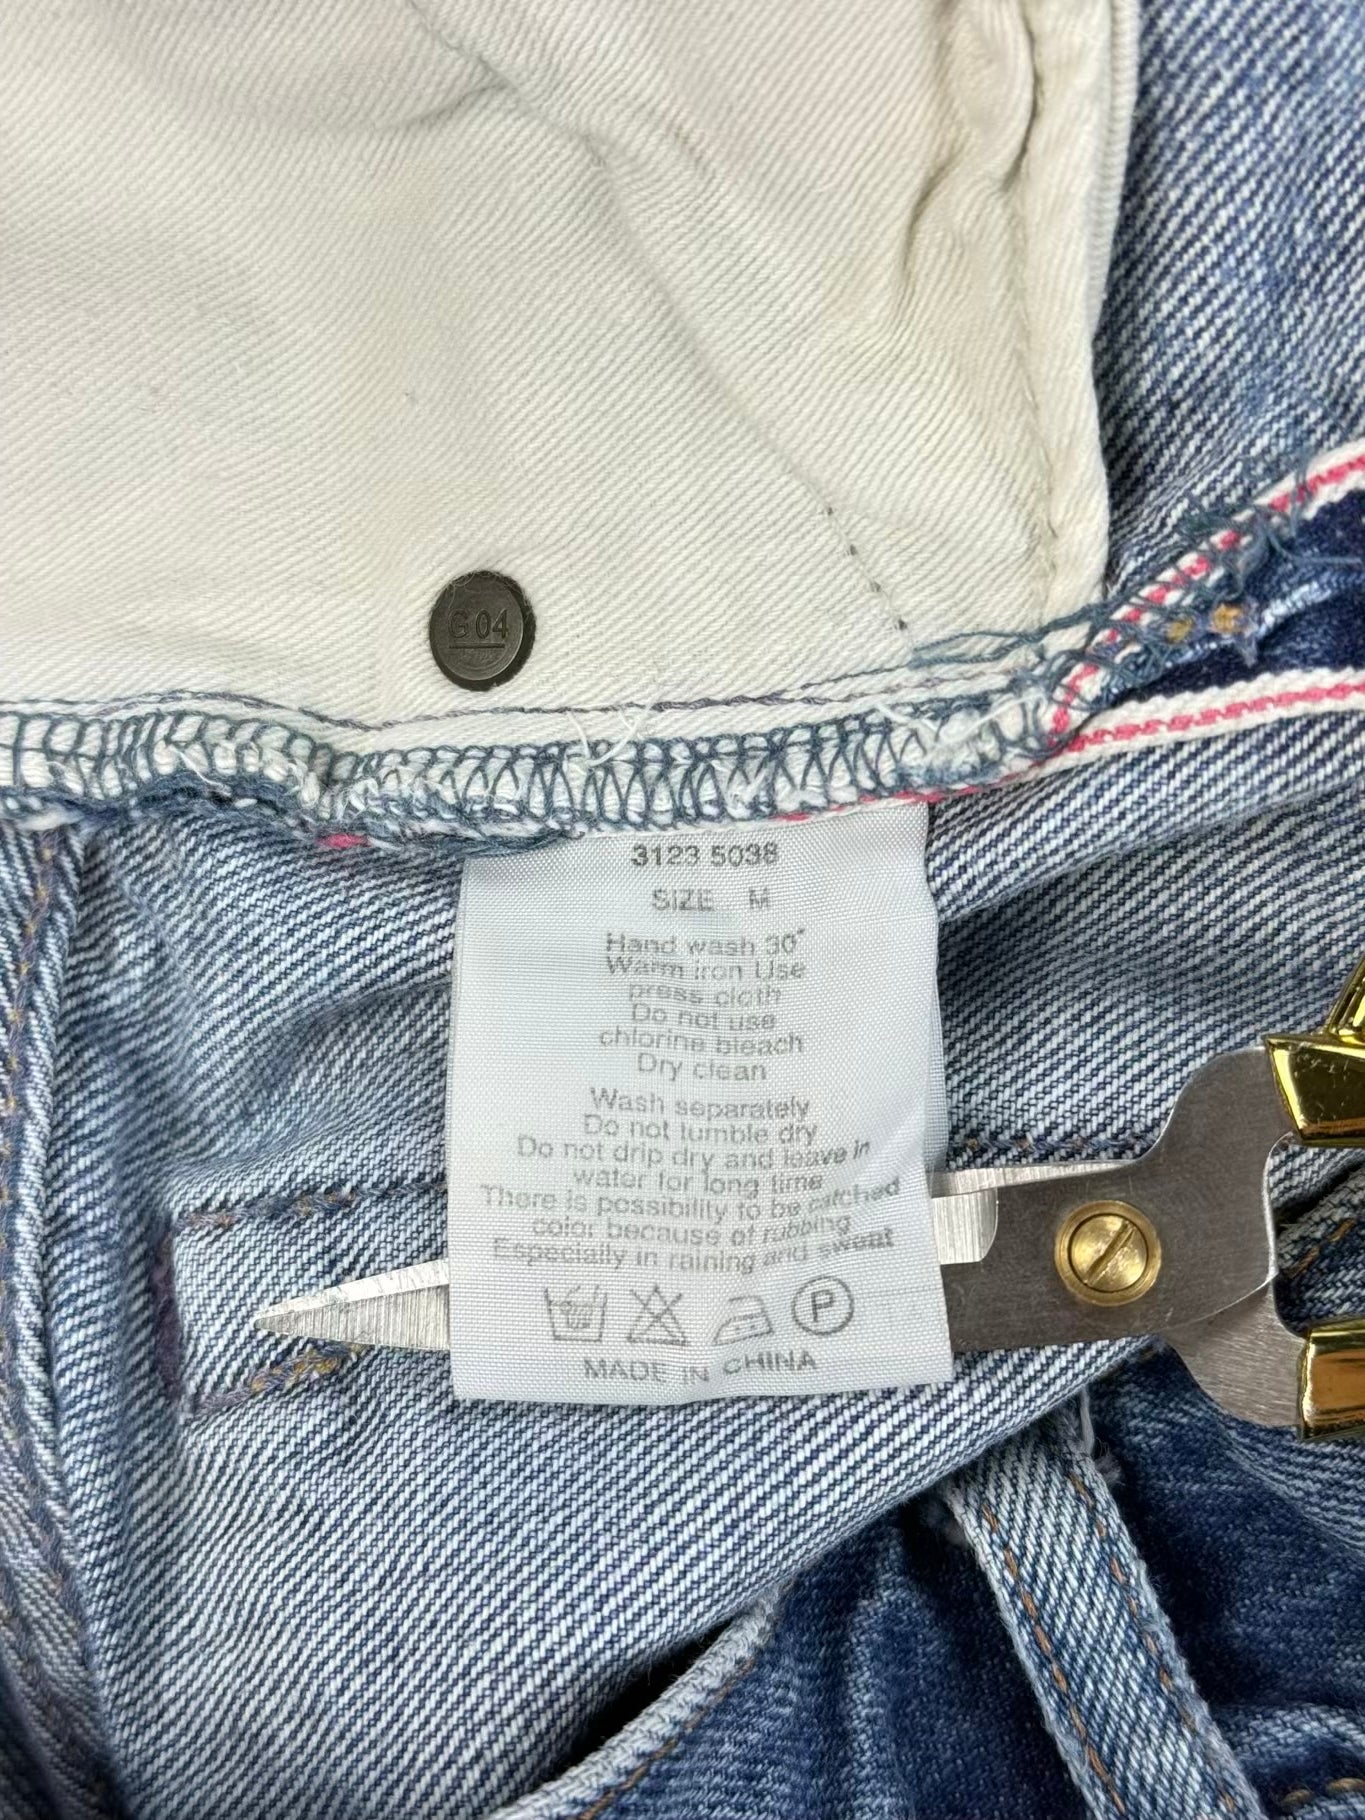 G 04
3123 5038
SIZE M
Hand wash 30°
Warm iron Use
press cloth
Do not use
chlorine bleach
Dry clean
Wash separately
Do not tumble dry
Do not drip dry and leave in
water for long time
There is possibility to be catched
color because of rubbing
Especially in raining and sweat
P
MADE IN CHINA